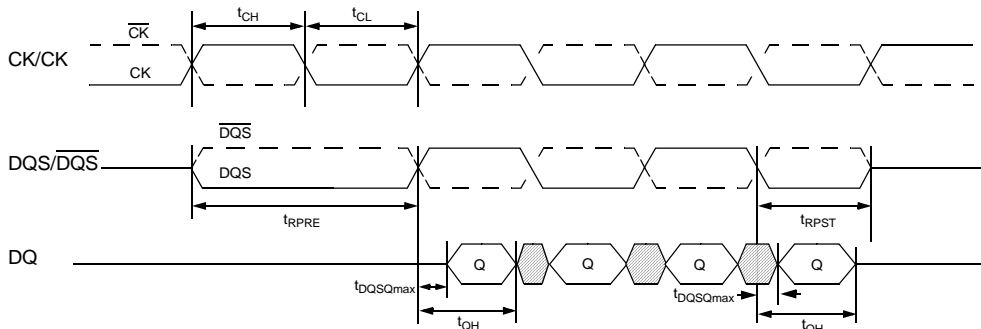 tCH tCL
CK
CK/CK
CK
DQS
DQS/DQS
DQS
tRPRE tRPST
DQ
Q Q Q Q
tDQSQmax tDQSQmax
tQH tQH